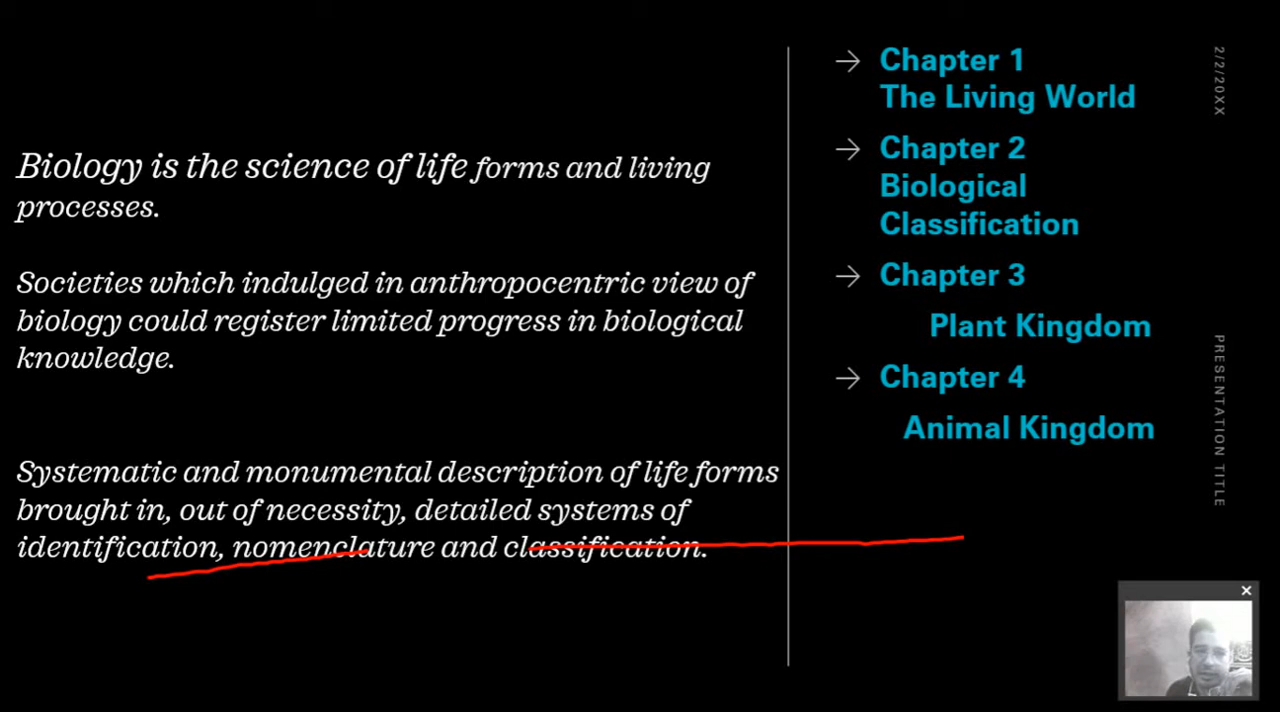 Biology is the science of life forms and living
processes.
Societies which indulged in anthropocentric view of
biology could register limited progress in biological
knowledge.
Systematic and monumental description of life forms
brought in, out of necessity, detailed systems of
identification, nomenclature and classification.
→ Chapter 1
The Living World
→ Chapter 2
Biological
Classification
→ Chapter 3
Plant Kingdom
→ Chapter 4
Animal Kingdom
2/2/20XX
PRESENTATION TITLE